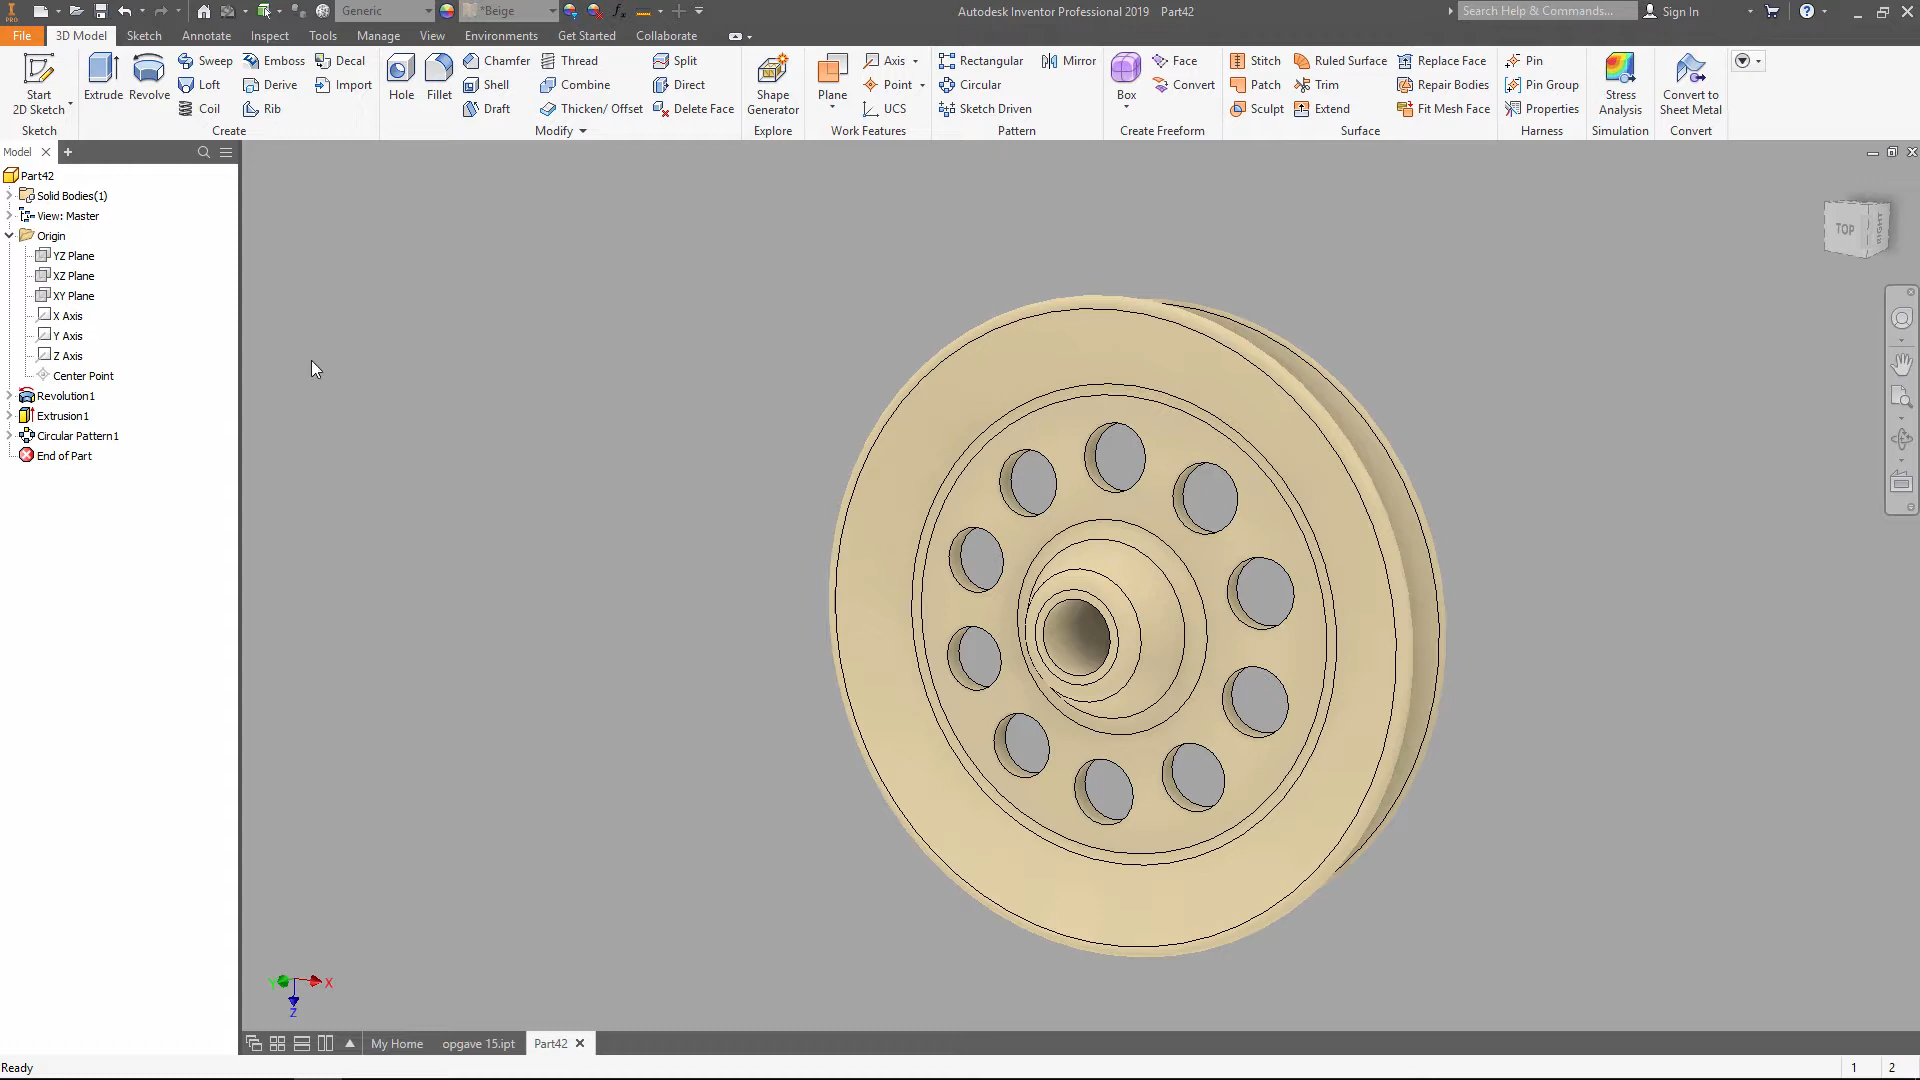 PRO
Generic
*Beige
Autodesk Inventor Professional 2019 Part42
Search Help & Commands...
Sign In
File
3D Model
Sketch
Annotate
Inspect
Tools
Manage
View
Environments
Get Started
Collaborate
Start
2D Sketch
Sketch
Extrude
Revolve
Sweep
Loft
Coil
Emboss
Derive
Rib
Decal
Import
Create
Hole
Fillet
Chamfer
Shell
Draft
Thread
Combine
Thicken/ Offset
Split
Direct
Delete Face
Modify
Shape
Generator
Explore
Plane
Axis
Point
UCS
Work Features
Rectangular
Circular
Sketch Driven
Mirror
Pattern
Box
Face
Convert
Create Freeform
Stitch
Patch
Sculpt
Ruled Surface
Trim
Extend
Replace Face
Repair Bodies
Fit Mesh Face
Surface
Pin
Pin Group
Properties
Harness
Stress
Analysis
Simulation
Convert to
Sheet Metal
Convert
Model
Part42
Solid Bodies(1)
View: Master
Origin
YZ Plane
XZ Plane
XY Plane
X Axis
Y Axis
Z Axis
Center Point
Revolution1
Extrusion1
Circular Pattern1
End of Part
TOP
RIGHT
Y
X
Z
My Home
opgave 15.ipt
Part42
Ready
1
2